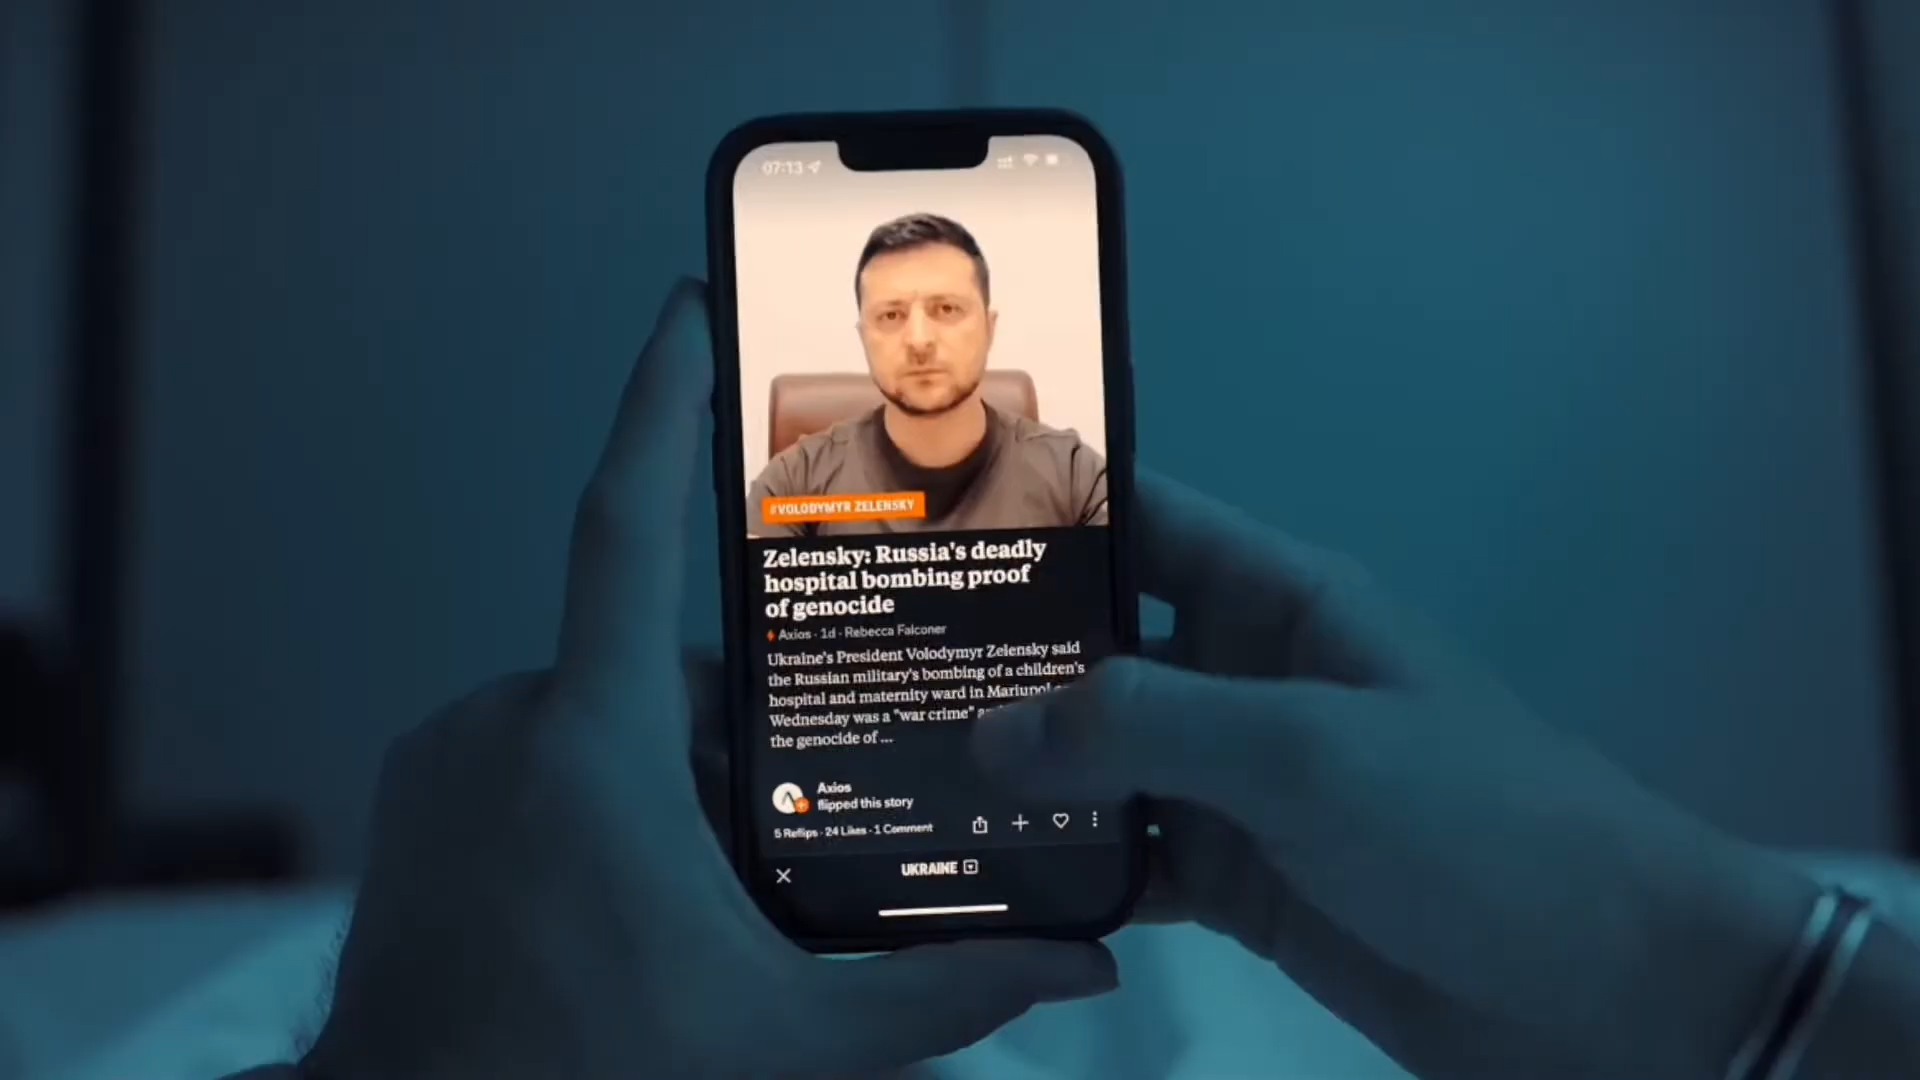 07:13
#VOLODYMYR ZELENSKY
Zelensky: Russia's deadly
hospital bombing proof
of genocide
Axios · 1d · Rebecca Falconer
Ukraine's President Volodymyr Zelensky said
the Russian military's bombing of a children's
hospital and maternity ward in Mariupol
Wednesday was a "war crime"
the genocide of ...
Axios
flipped this story
5 Reflips · 24 Likes · 1 Comment
UKRAINE